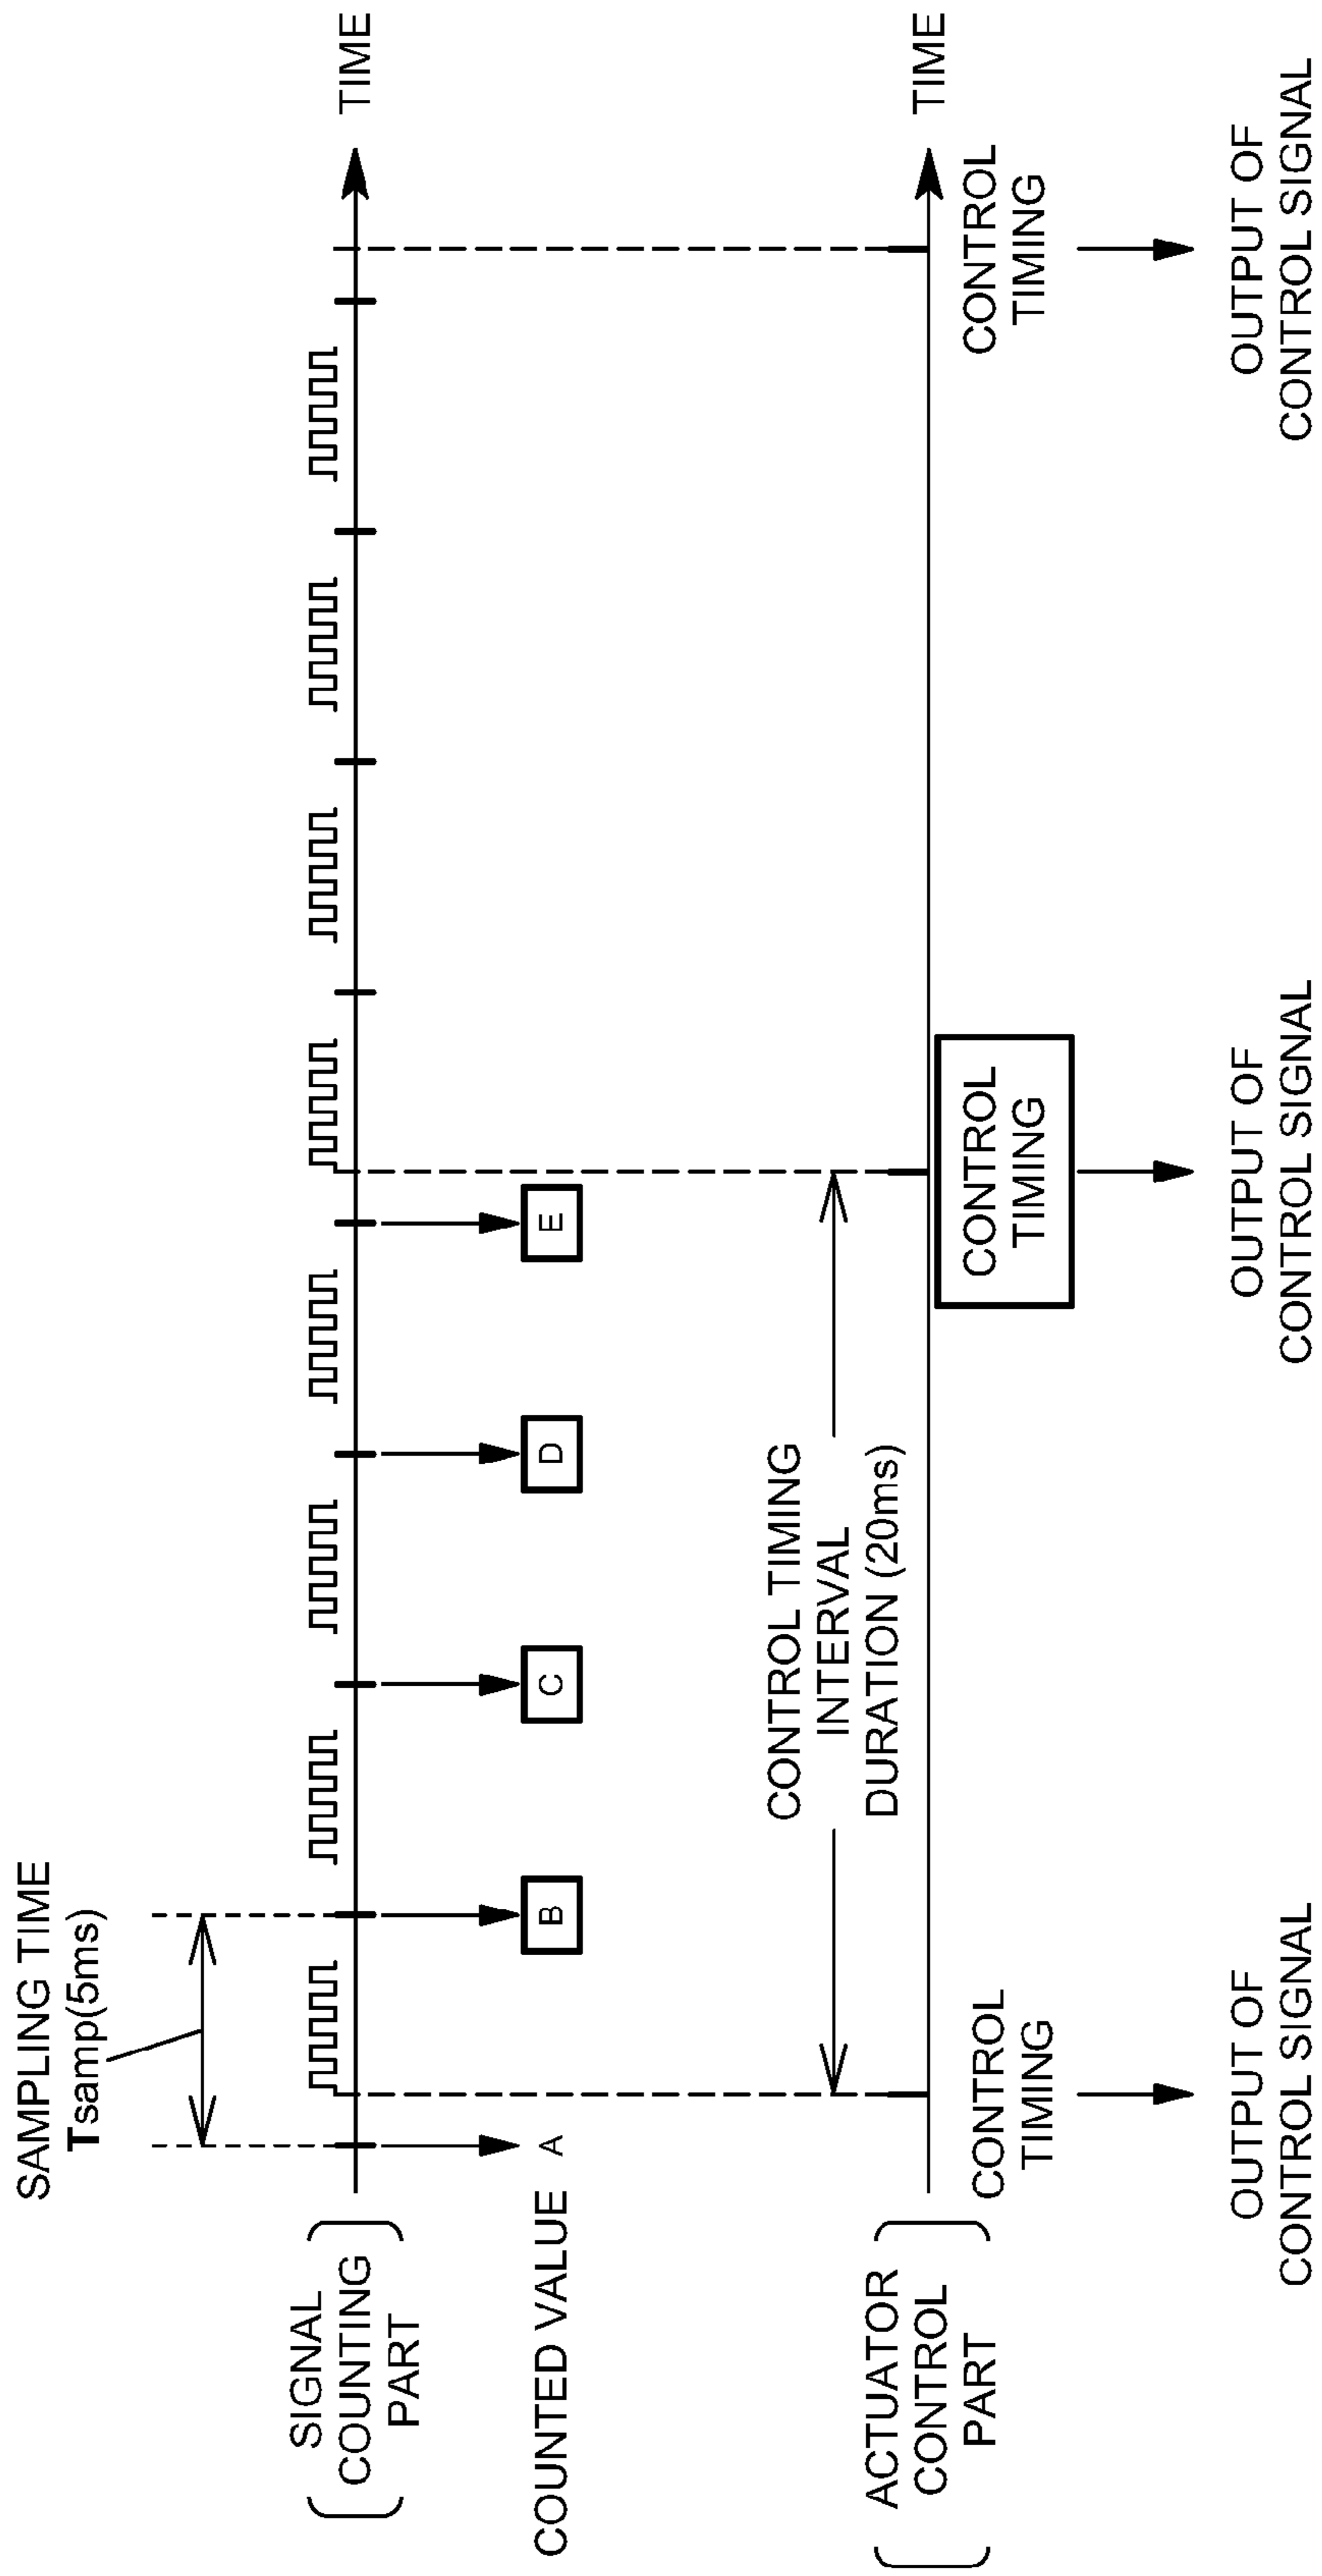 SAMPLING TIME
Tsamp(5ms)
SIGNAL
COUNTING
PART
TIME
COUNTED VALUE
A
B
C
D
E
CONTROL TIMING
INTERVAL
DURATION (20ms)
ACTUATOR
CONTROL
PART
TIME
CONTROL
TIMING
CONTROL
TIMING
CONTROL
TIMING
OUTPUT OF
CONTROL SIGNAL
OUTPUT OF
CONTROL SIGNAL
OUTPUT OF
CONTROL SIGNAL